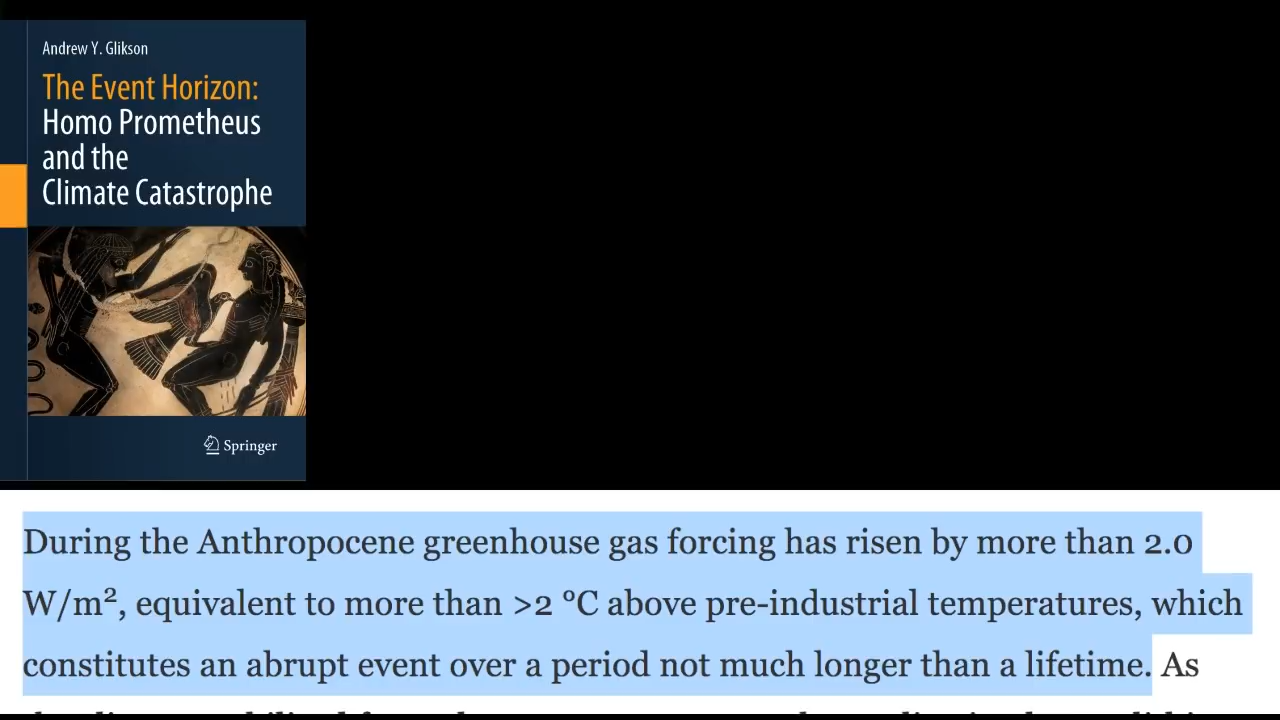 Andrew Y. Glikson
The Event Horizon:
Homo Prometheus
and the
Climate Catastrophe
Springer
During the Anthropocene greenhouse gas forcing has risen by more than 2.0
W/m², equivalent to more than >2 °C above pre-industrial temperatures, which
constitutes an abrupt event over a period not much longer than a lifetime. As